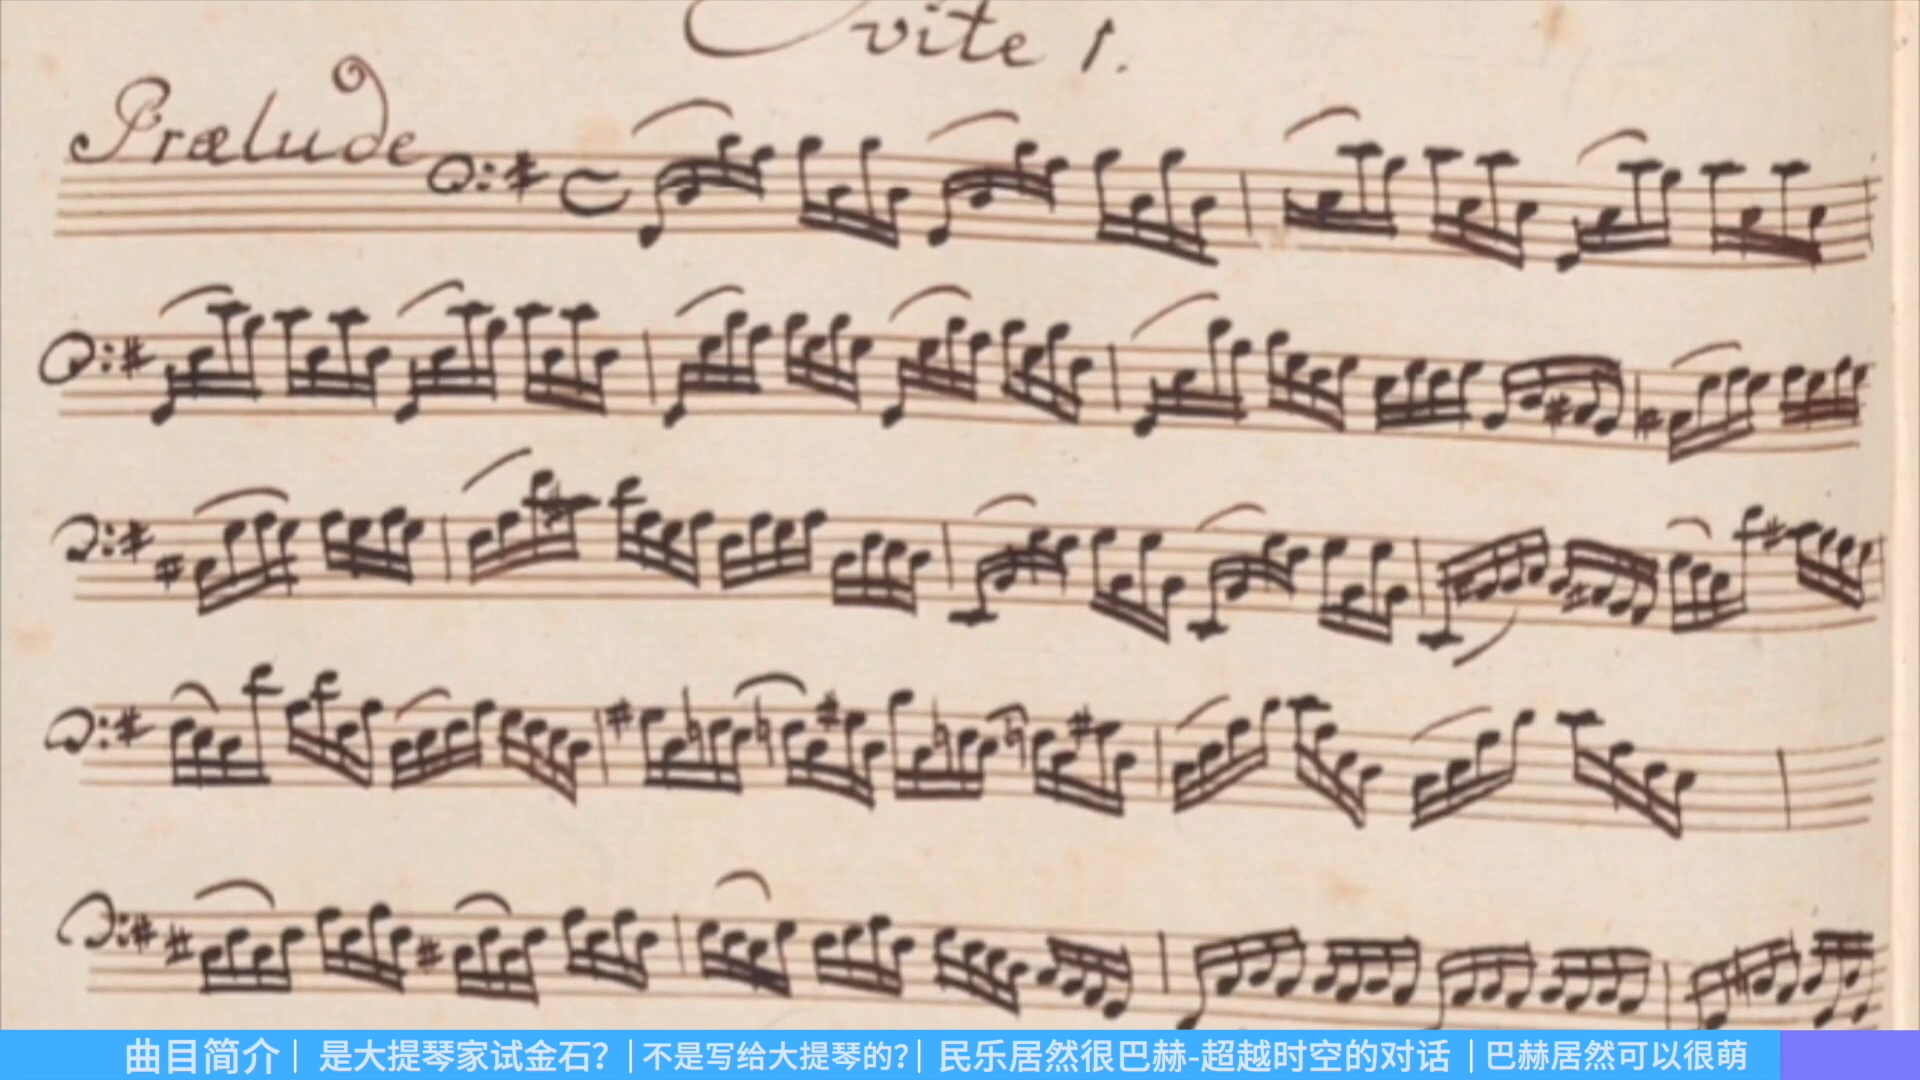 Suite 1.
Prælude
曲目简介 | 是大提琴家试金石? | 不是写给大提琴的? | 民乐居然很巴赫-超越时空的对话 | 巴赫居然可以很萌